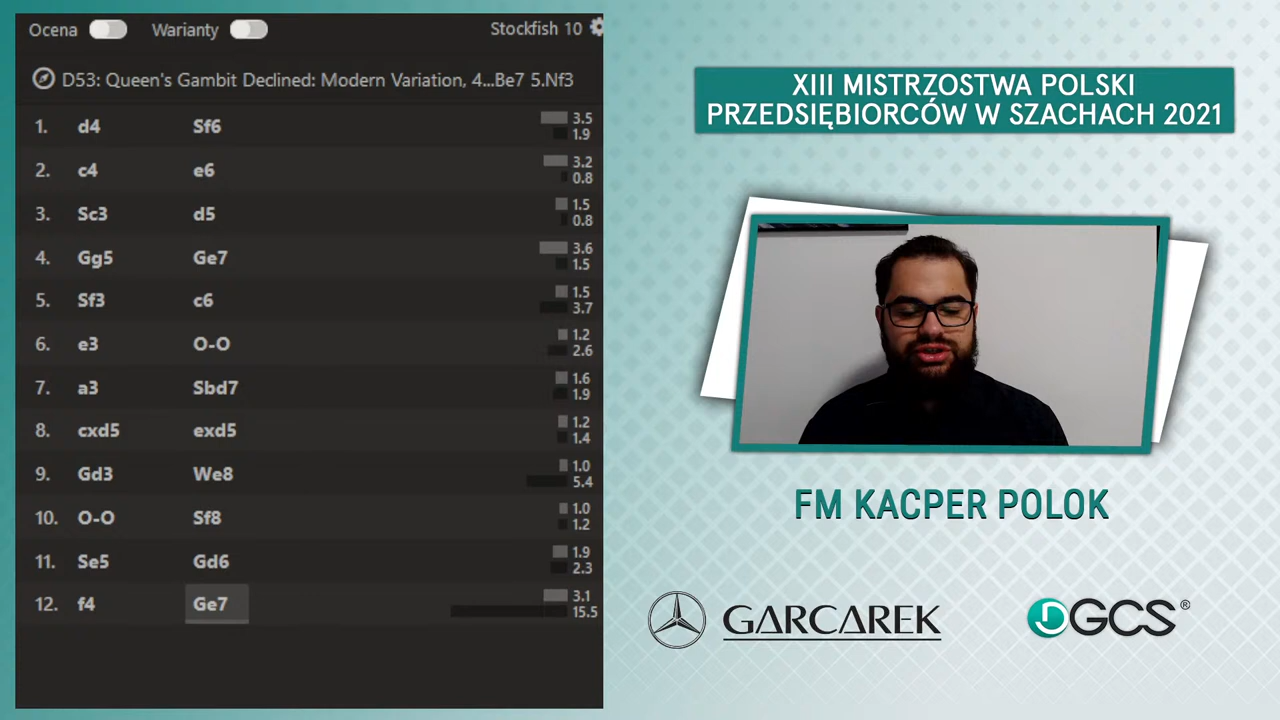 Ocena Warianty Stockfish 10
D53: Queen's Gambit Declined: Modern Variation, 4...Be7 5.Nf3
1. d4 Sf6 3.5
1.9
2. c4 e6 3.2
0.8
3. Sc3 d5 1.5
0.8
4. Gg5 Ge7 3.6
1.5
5. Sf3 c6 1.5
3.7
6. e3 O-O 1.2
2.6
7. a3 Sbd7 1.6
1.9
8. cxd5 exd5 1.2
1.4
9. Gd3 We8 1.0
5.4
10. O-O Sf8 1.0
1.2
11. Se5 Gd6 1.9
2.3
12. f4 Ge7 3.1
15.5
XIII MISTRZOSTWA POLSKI
PRZEDSIĘBIORCÓW W SZACHACH 2021
FM KACPER POLOK
GARCAREK
GCS®